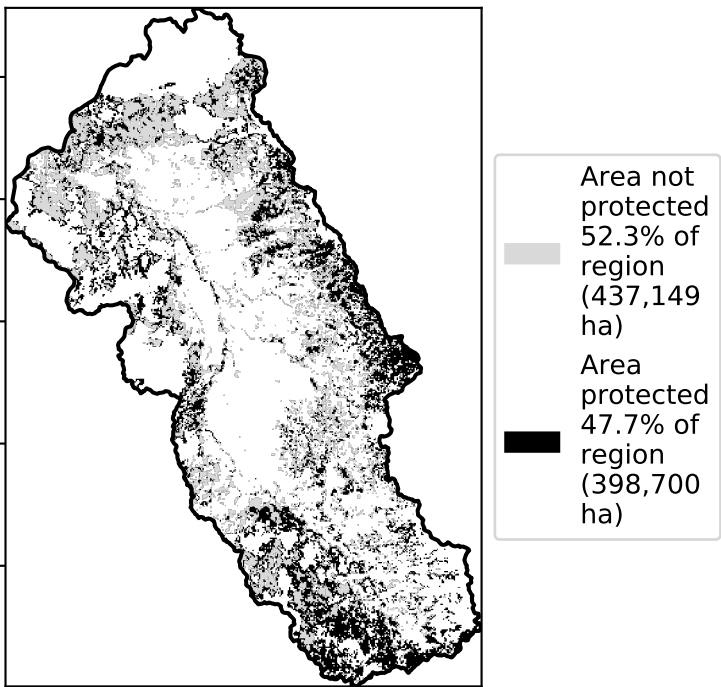 Area not
protected
52.3% of
region
(437,149
ha)
Area
protected
47.7% of
region
(398,700
ha)